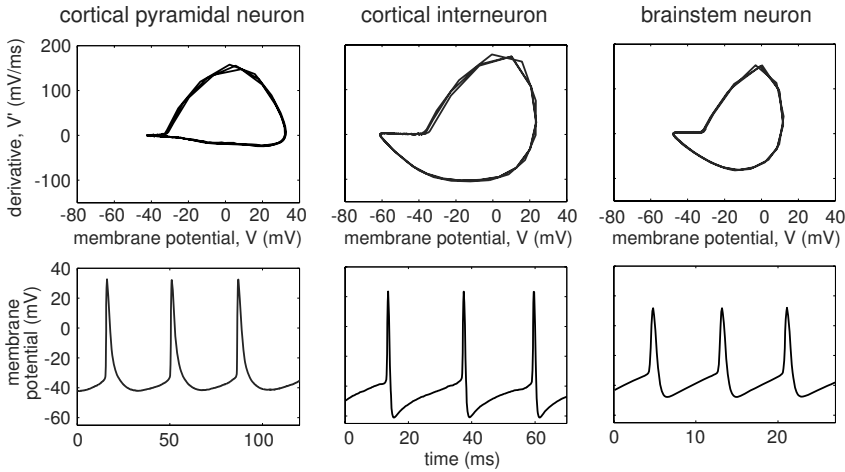 cortical pyramidal neuron cortical interneuron brainstem neuron
derivative, V' (mV/ms)
200
100
0
-100
-80 -60 -40 -20 0 20 40
-80 -60 -40 -20 0 20 40
-80 -60 -40 -20 0 20 40
membrane potential, V (mV) membrane potential, V (mV) membrane potential, V (mV)
membrane
potential (mV)
40
20
0
-20
-40
-60
0 50 100
0 20 40 60
0 10 20
time (ms)